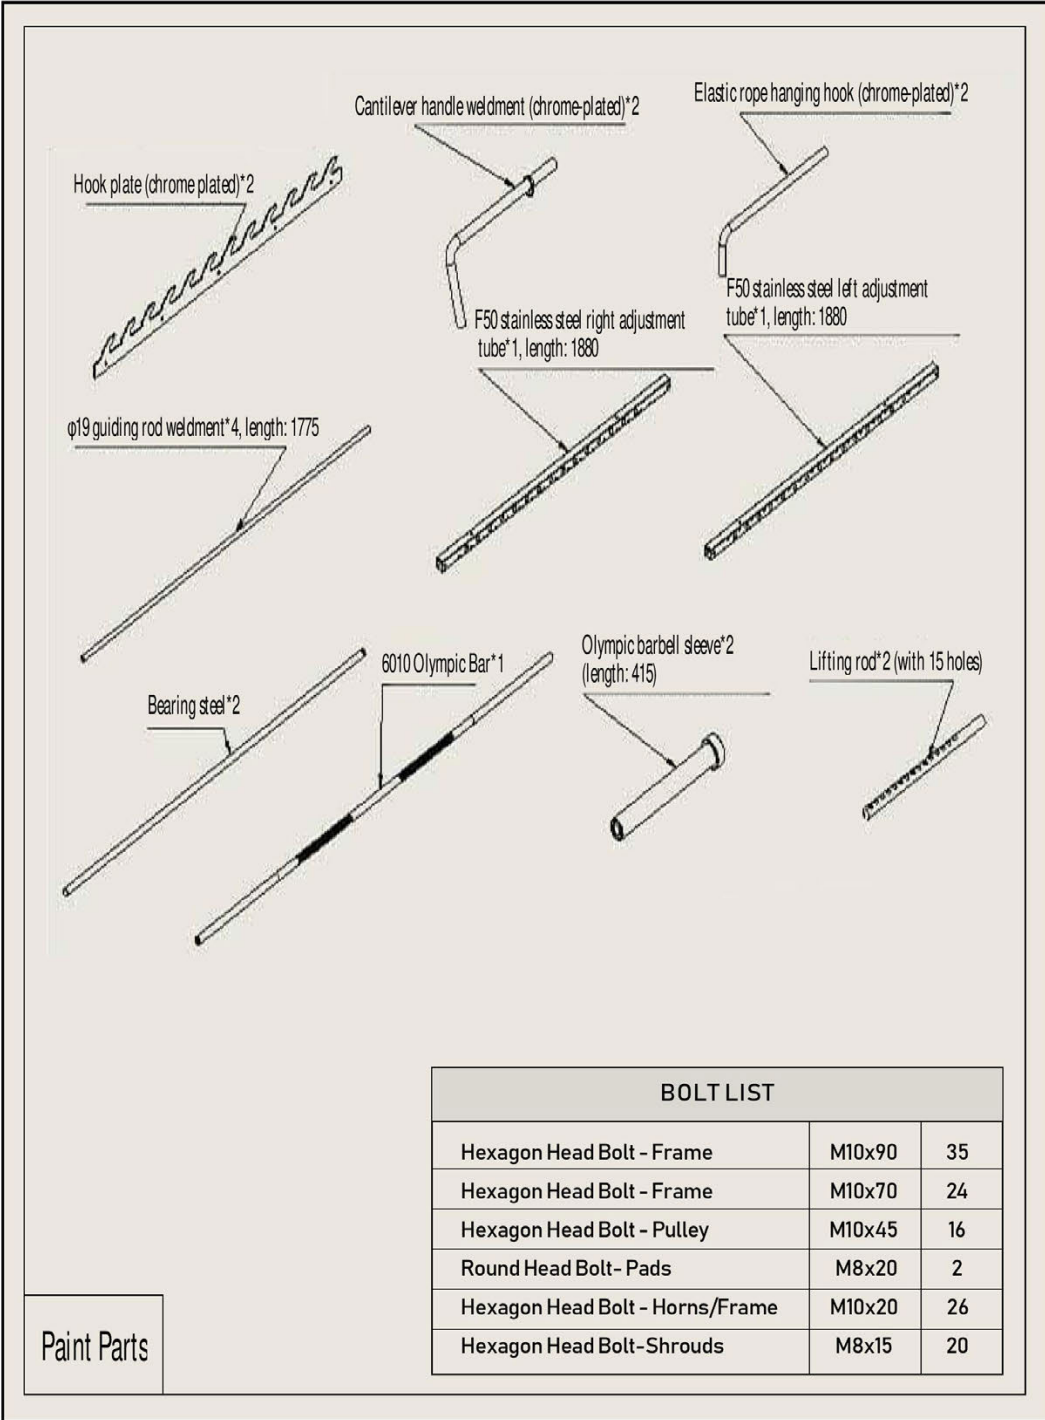 Cantilever handle weldment (chrome-plated)*2
Elastic rope hanging hook (chrome-plated)*2
Hook plate (chrome plated)*2
F50 stainless steel right adjustment
tube*1, length: 1880
F50 stainless steel left adjustment
tube*1, length: 1880
φ19 guiding rod weldment*4, length: 1775
Bearing steel*2
6010 Olympic Bar*1
Olympic barbell sleeve*2
(length: 415)
Lifting rod*2 (with 15 holes)
BOLT LIST
Hexagon Head Bolt - Frame M10x90 35
Hexagon Head Bolt - Frame M10x70 24
Hexagon Head Bolt - Pulley M10x45 16
Round Head Bolt- Pads M8x20 2
Hexagon Head Bolt - Horns/Frame M10x20 26
Hexagon Head Bolt-Shrouds M8x15 20
Paint Parts